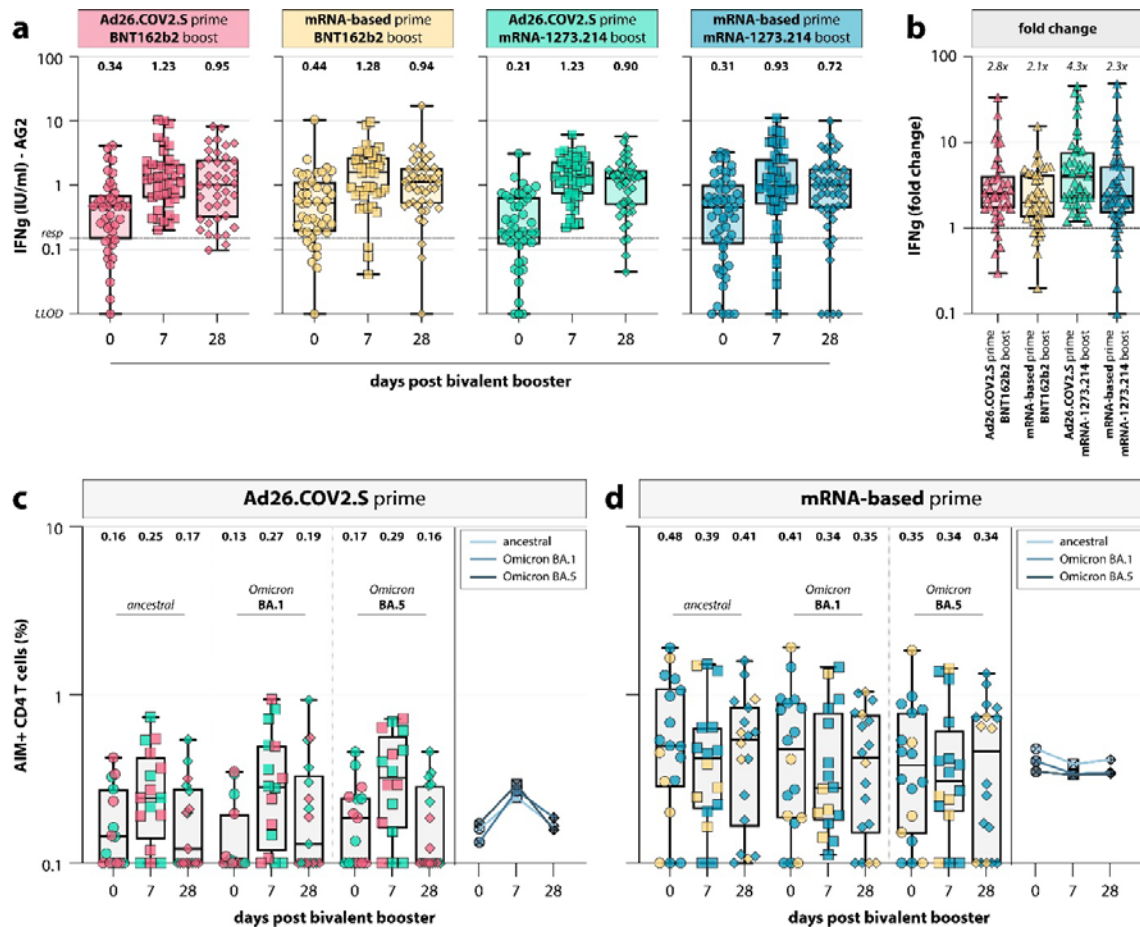 a
Ad26.COV2.S prime
BNT162b2 boost
mRNA-based prime
BNT162b2 boost
Ad26.COV2.S prime
mRNA-1273.214 boost
mRNA-based prime
mRNA-1273.214 boost
IFNg (IU/ml) - AG2
100
10
1
resp
0.1
LLOD
0.34 1.23 0.95
0.44 1.28 0.94
0.21 1.23 0.90
0.31 0.93 0.72
0 7 28
0 7 28
0 7 28
0 7 28
days post bivalent booster
b
fold change
IFNg (fold change)
100
10
1
0.1
2.8x 2.1x 4.3x 2.3x
Ad26.COV2.S prime
BNT162b2 boost
mRNA-based prime
BNT162b2 boost
Ad26.COV2.S prime
mRNA-1273.214 boost
mRNA-based prime
mRNA-1273.214 boost
c
Ad26.COV2.S prime
AIM+ CD4 T cells (%)
10
1
0.1
0.16 0.25 0.17 0.13 0.27 0.19 0.17 0.29 0.16
ancestral
Omicron
BA.1
Omicron
BA.5
ancestral
Omicron BA.1
Omicron BA.5
0 7 28 0 7 28 0 7 28 0 7 28
days post bivalent booster
d
mRNA-based prime
10
1
0.1
0.48 0.39 0.41 0.41 0.34 0.35 0.35 0.34 0.34
ancestral
Omicron
BA.1
Omicron
BA.5
ancestral
Omicron BA.1
Omicron BA.5
0 7 28 0 7 28 0 7 28 0 7 28
days post bivalent booster